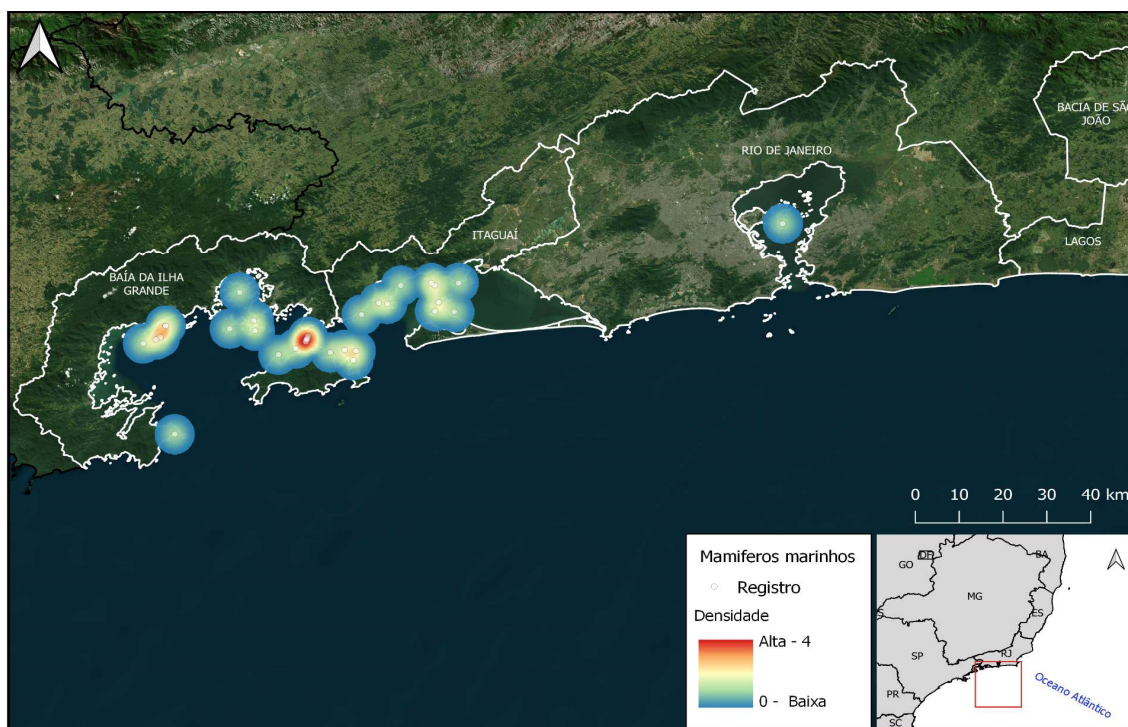 BACIA DE SÃ
JOÃO
RIO DE JANEIRO
ITAGUAÍ
LAGOS
BAÍA DA ILHA
GRANDE
0 10 20 30 40 km
Mamiferos marinhos
Registro
Densidade
Alta - 4
0 - Baixa
GO
DF
BA
MG
ES
S
SP
RJ
PR
SC
Oceano Atlântico